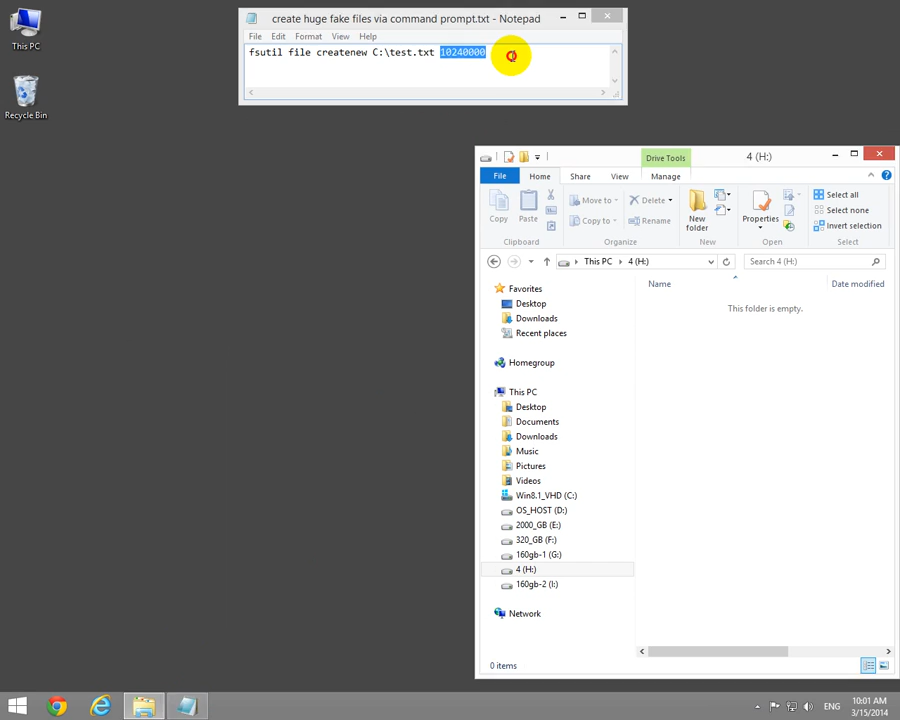 This PC
Recycle Bin
create huge fake files via command prompt.txt - Notepad
File Edit Format View Help
fsutil file createnew C:\test.txt 10240000
Drive Tools
4 (H:)
File Home Share View Manage
Copy
Paste
Move to
Copy to
Delete
Rename
New folder
Properties
Select all
Select none
Invert selection
Clipboard Organize New Open Select
This PC 4 (H:)
Search 4 (H:)
Name Date modified
This folder is empty.
Favorites
Desktop
Downloads
Recent places
Homegroup
This PC
Desktop
Documents
Downloads
Music
Pictures
Videos
Win8.1_VHD (C:)
OS_HOST (D:)
2000_GB (E:)
320_GB (F:)
160gb-1 (G:)
4 (H:)
160gb-2 (I:)
Network
0 items
ENG
10:01 AM
3/15/2014